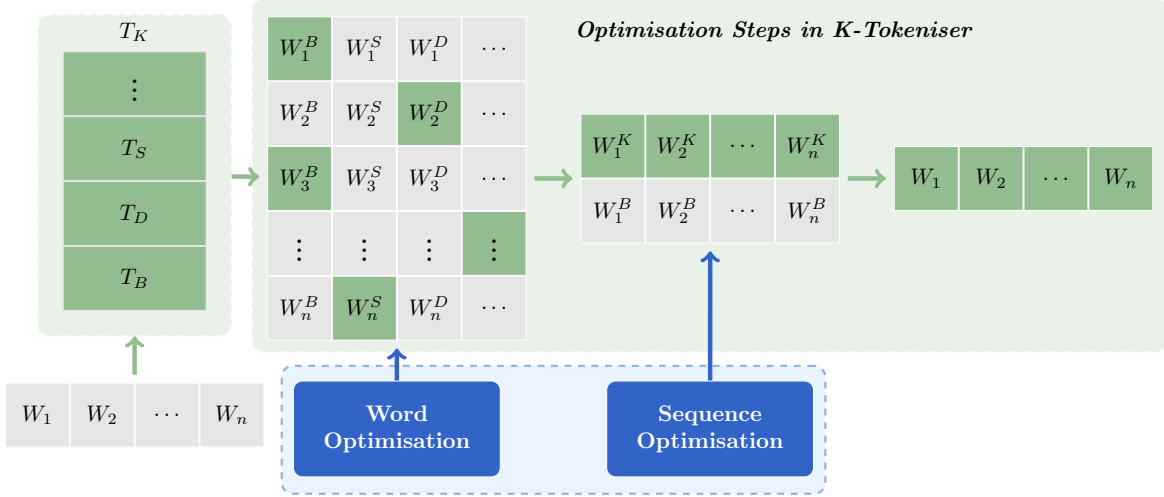 Optimisation Steps in K-Tokeniser
T_K
⋮
T_S
T_D
T_B
W_1 W_2 ⋯ W_n
W_1^B W_1^S W_1^D ⋯
W_2^B W_2^S W_2^D ⋯
W_3^B W_3^S W_3^D ⋯
⋮ ⋮ ⋮ ⋮
W_n^B W_n^S W_n^D ⋯
W_1^K W_2^K ⋯ W_n^K
W_1^B W_2^B ⋯ W_n^B
W_1 W_2 ⋯ W_n
Word
Optimisation
Sequence
Optimisation